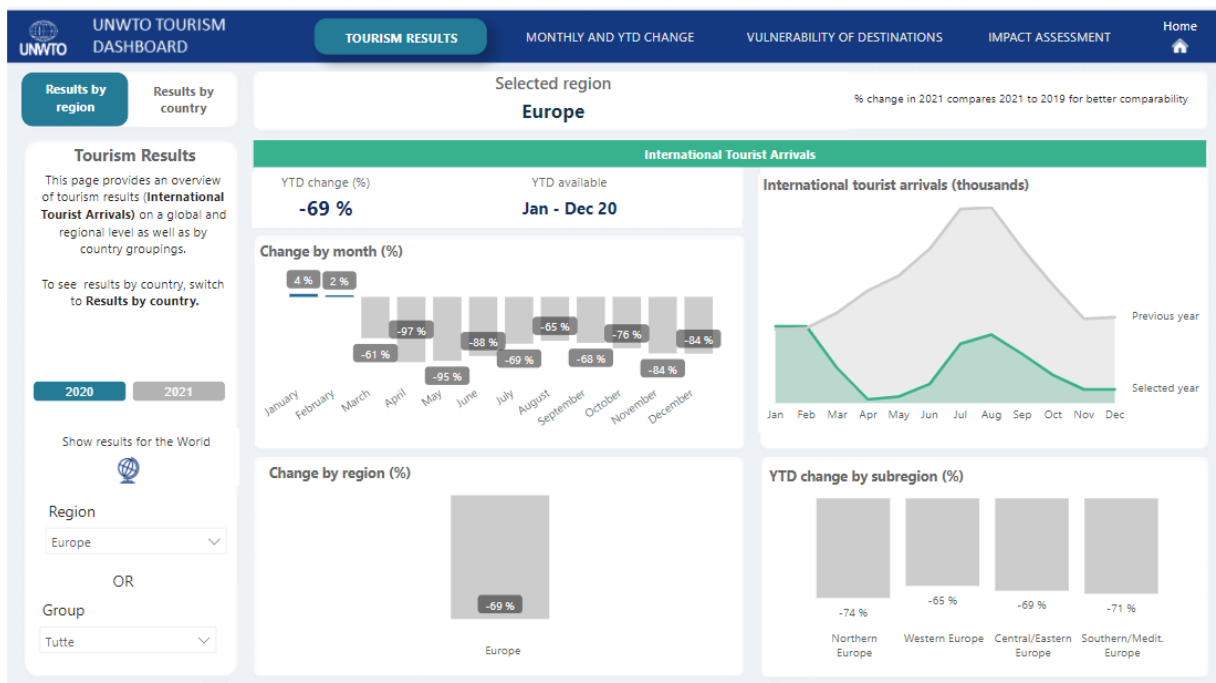 UNWTO
UNWTO TOURISM
DASHBOARD
TOURISM RESULTS
MONTHLY AND YTD CHANGE
VULNERABILITY OF DESTINATIONS
IMPACT ASSESSMENT
Home
Results by
region
Results by
country
Selected region
Europe
% change in 2021 compares 2021 to 2019 for better comparability
Tourism Results
This page provides an overview
of tourism results (International
Tourist Arrivals) on a global and
regional level as well as by
country groupings.
To see results by country, switch
to Results by country.
2020
2021
Show results for the World
Region
Europe
OR
Group
Tutte
International Tourist Arrivals
YTD change (%)
-69 %
YTD available
Jan - Dec 20
Change by month (%)
4 %
2 %
-61 %
-97 %
-95 %
-88 %
-69 %
-65 %
-68 %
-76 %
-84 %
-84 %
January
February
March
April
May
June
July
August
September
October
November
December
International tourist arrivals (thousands)
Previous year
Selected year
Jan Feb Mar Apr May Jun Jul Aug Sep Oct Nov Dec
Change by region (%)
-69 %
Europe
YTD change by subregion (%)
-74 %
-65 %
-69 %
-71 %
Northern
Europe
Western Europe
Central/Eastern
Europe
Southern/Medit.
Europe